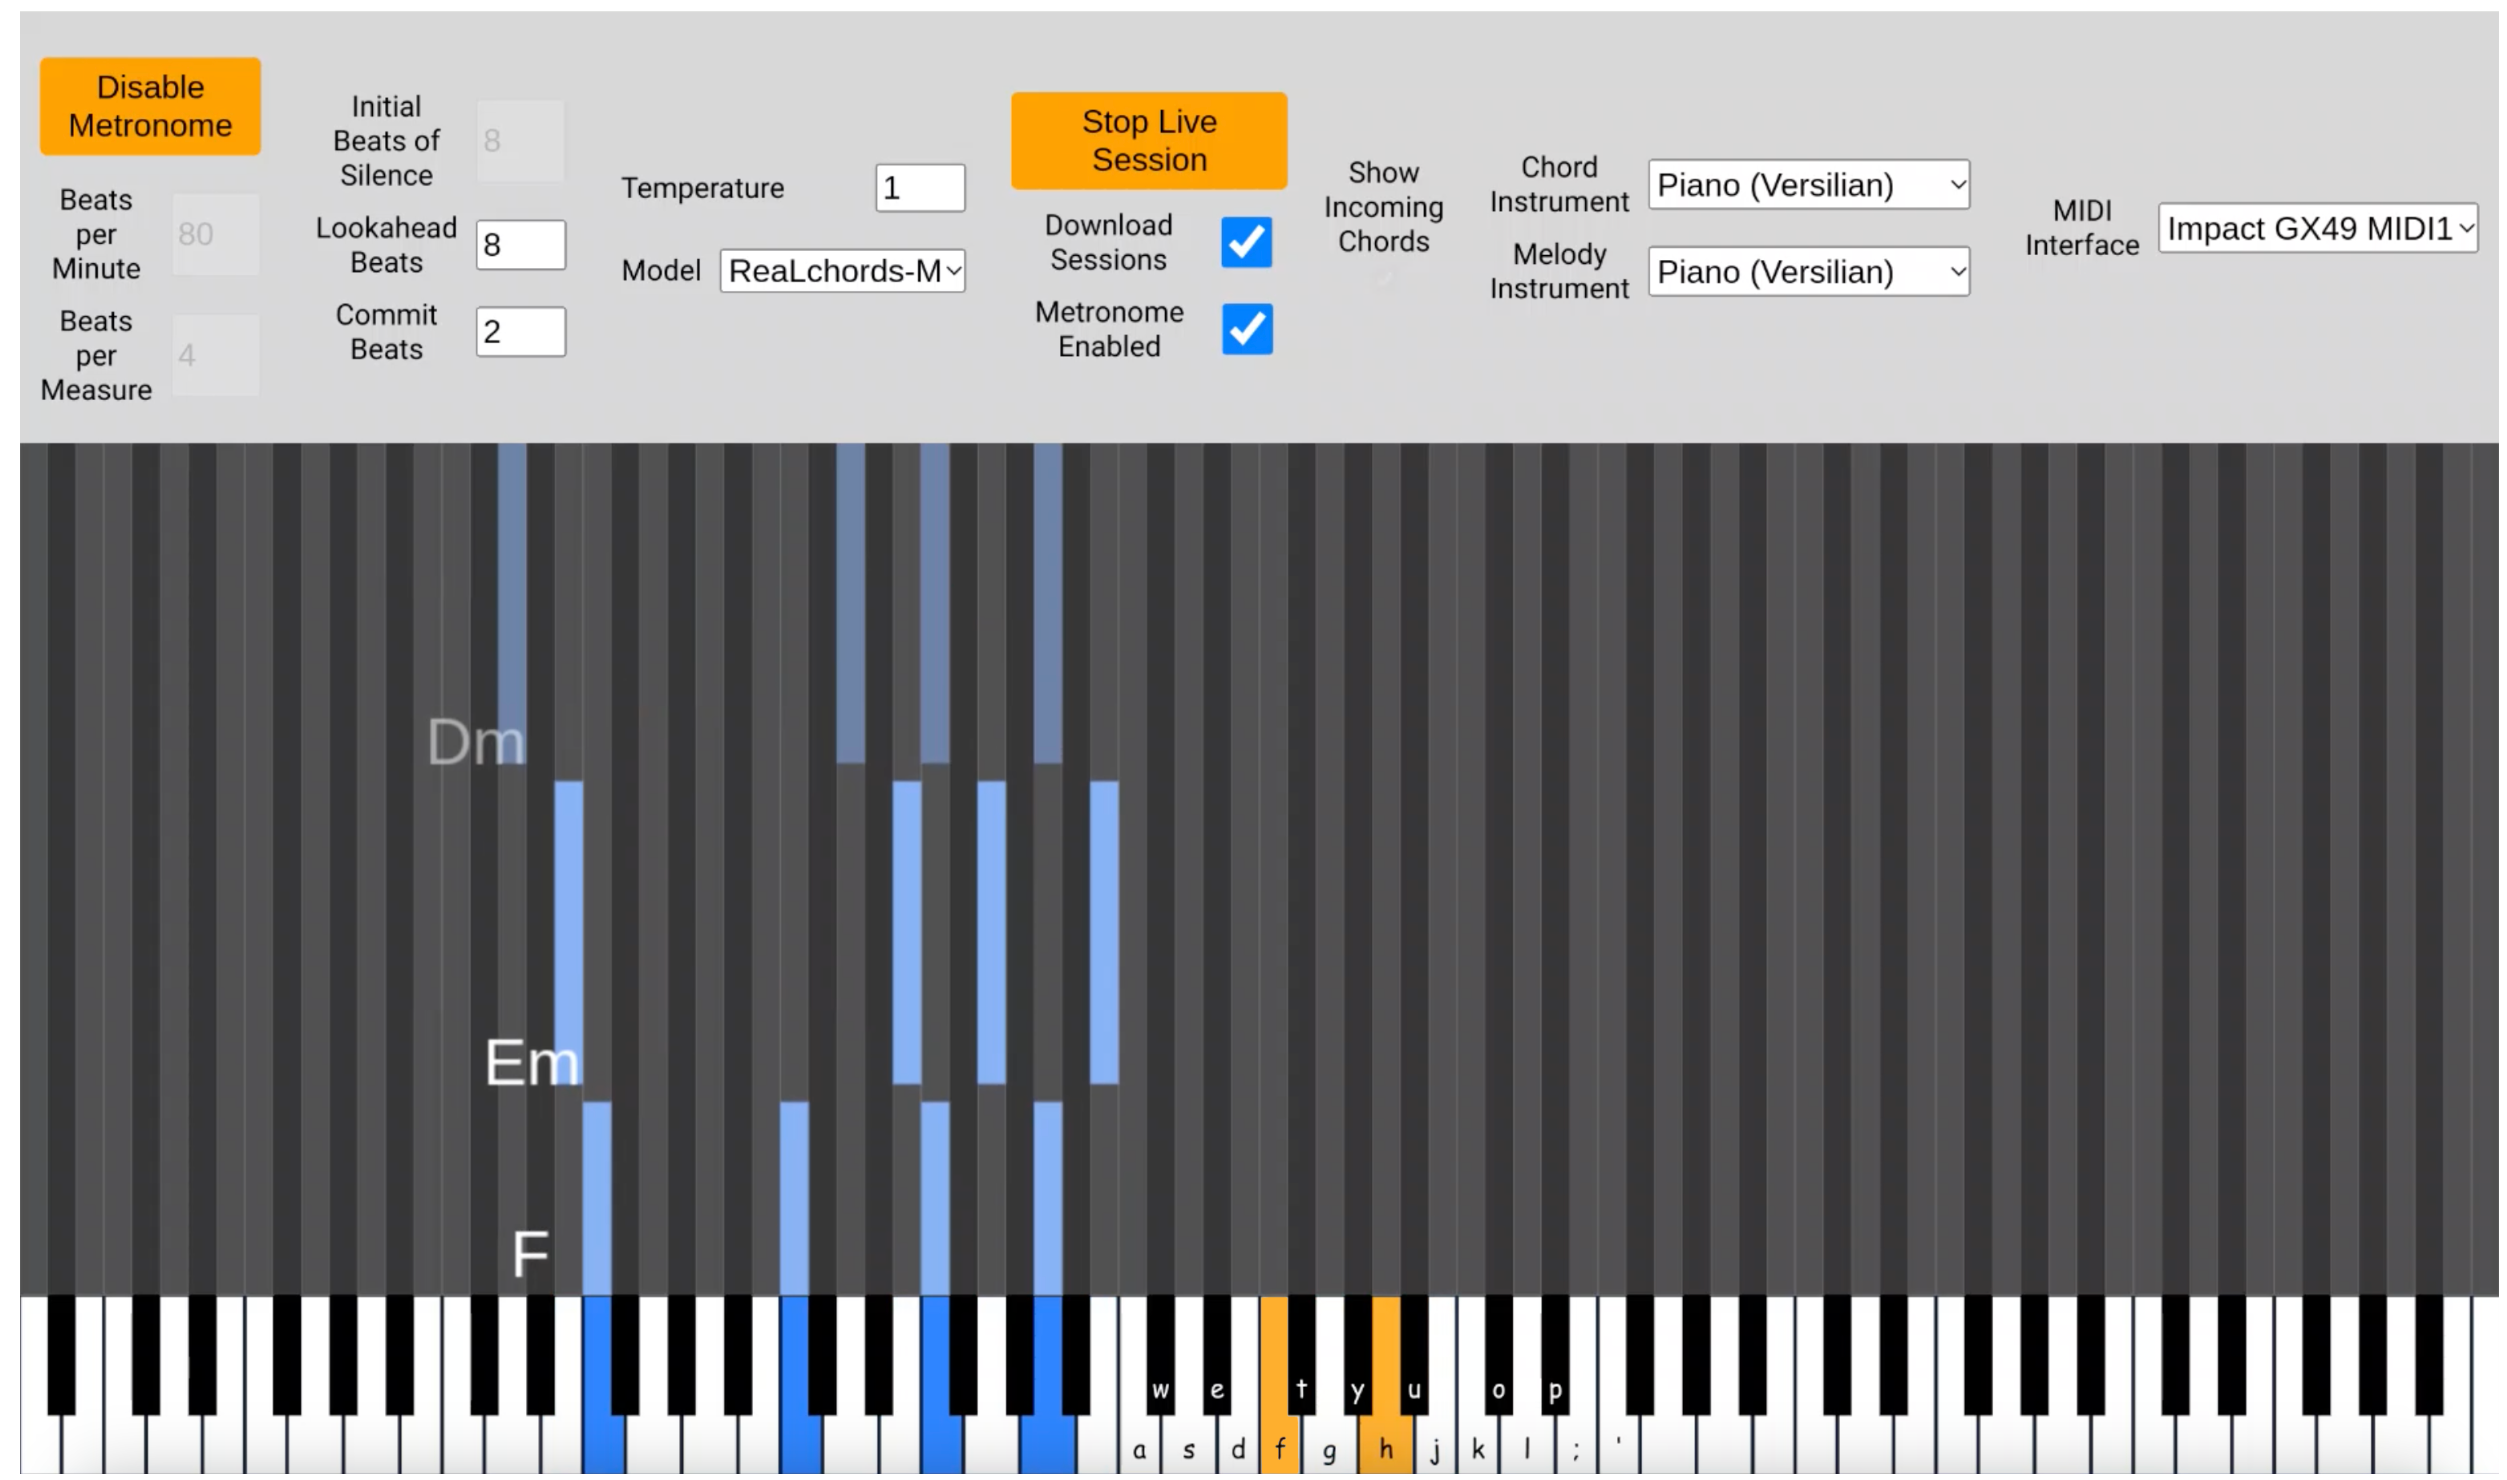 Disable
Metronome
Beats
per
Minute
80
Beats
per
Measure
4
Initial
Beats of
Silence
8
Lookahead
Beats
8
Commit
Beats
2
Temperature
1
Model
ReaLchords-M
Stop Live
Session
Download
Sessions
Metronome
Enabled
Show
Incoming
Chords
Chord
Instrument
Piano (Versilian)
Melody
Instrument
Piano (Versilian)
MIDI
Interface
Impact GX49 MIDI1
Dm
Em
F
w e t y u o p
a s d f g h j k l ; '